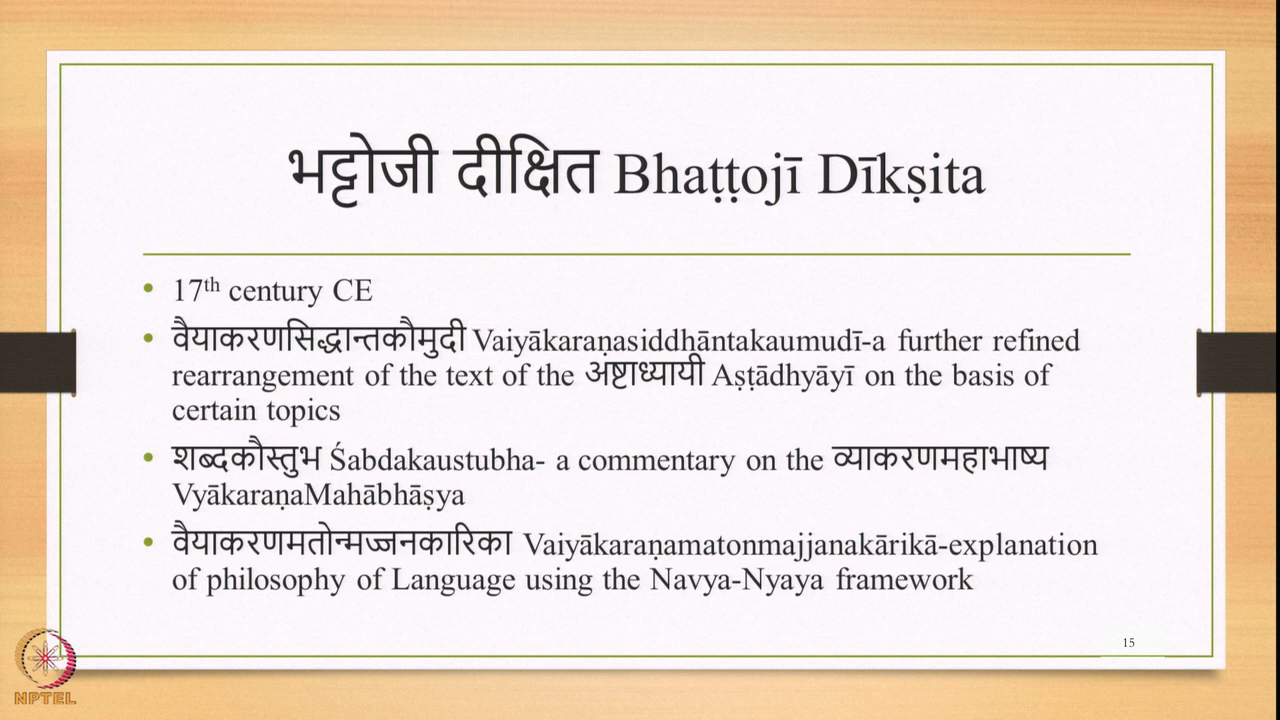 भट्टोजी दीक्षित Bhaṭṭojī Dīkṣita
• 17th century CE
• वैयाकरणसिद्धान्तकौमुदी Vaiyākaraṇasiddhāntakaumudī-a further refined
rearrangement of the text of the अष्टाध्यायी Aṣṭādhyāyī on the basis of
certain topics
• शब्दकौस्तुभ Śabdakaustubha- a commentary on the व्याकरणमहाभाष्य
VyākaraṇaMahābhāṣya
• वैयाकरणमतोन्मज्जनकारिका Vaiyākaraṇamatonmajjanakārikā-explanation
of philosophy of Language using the Navya-Nyaya framework
15
NPTEL